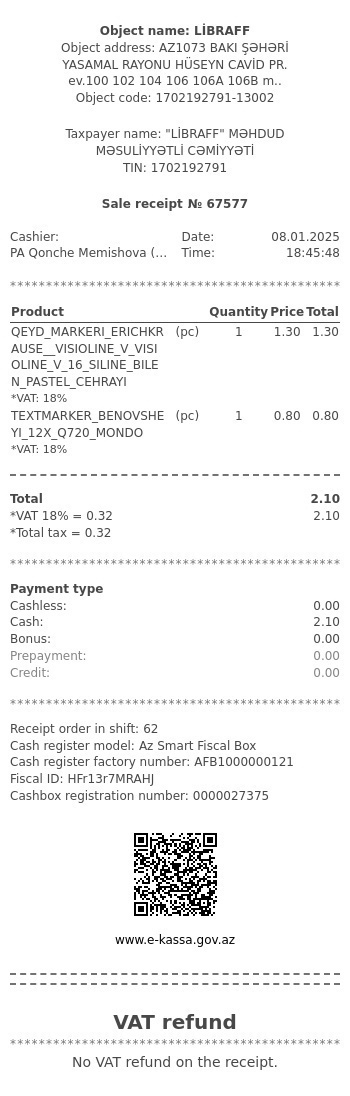 Object name: LİBRAFF
Object address: AZ1073 BAKI ŞƏHƏRİ
YASAMAL RAYONU HÜSEYN CAVİD PR.
ev.100 102 104 106 106A 106B m..
Object code: 1702192791-13002
Taxpayer name: "LİBRAFF" MƏHDUD
MƏSULİYYƏTLİ CƏMİYYƏTİ
TIN: 1702192791
Sale receipt № 67577
Cashier: Date: 08.01.2025
PA Qonche Memishova (... Time: 18:45:48
**********************************************
Product Quantity Price Total
QEYD_MARKERI_ERICHKR (pc) 1 1.30 1.30
AUSE__VISIOLINE_V_VISI
OLINE_V_16_SILINE_BILE
N_PASTEL_CEHRAYI
*VAT: 18%
TEXTMARKER_BENOVSHE (pc) 1 0.80 0.80
YI_12X_Q720_MONDO
*VAT: 18%
Total 2.10
*VAT 18% = 0.32 2.10
*Total tax = 0.32
**********************************************
Payment type
Cashless: 0.00
Cash: 2.10
Bonus: 0.00
Prepayment: 0.00
Credit: 0.00
**********************************************
Receipt order in shift: 62
Cash register model: Az Smart Fiscal Box
Cash register factory number: AFB1000000121
Fiscal ID: HFr13r7MRAHJ
Cashbox registration number: 0000027375
www.e-kassa.gov.az
VAT refund
**********************************************
No VAT refund on the receipt.